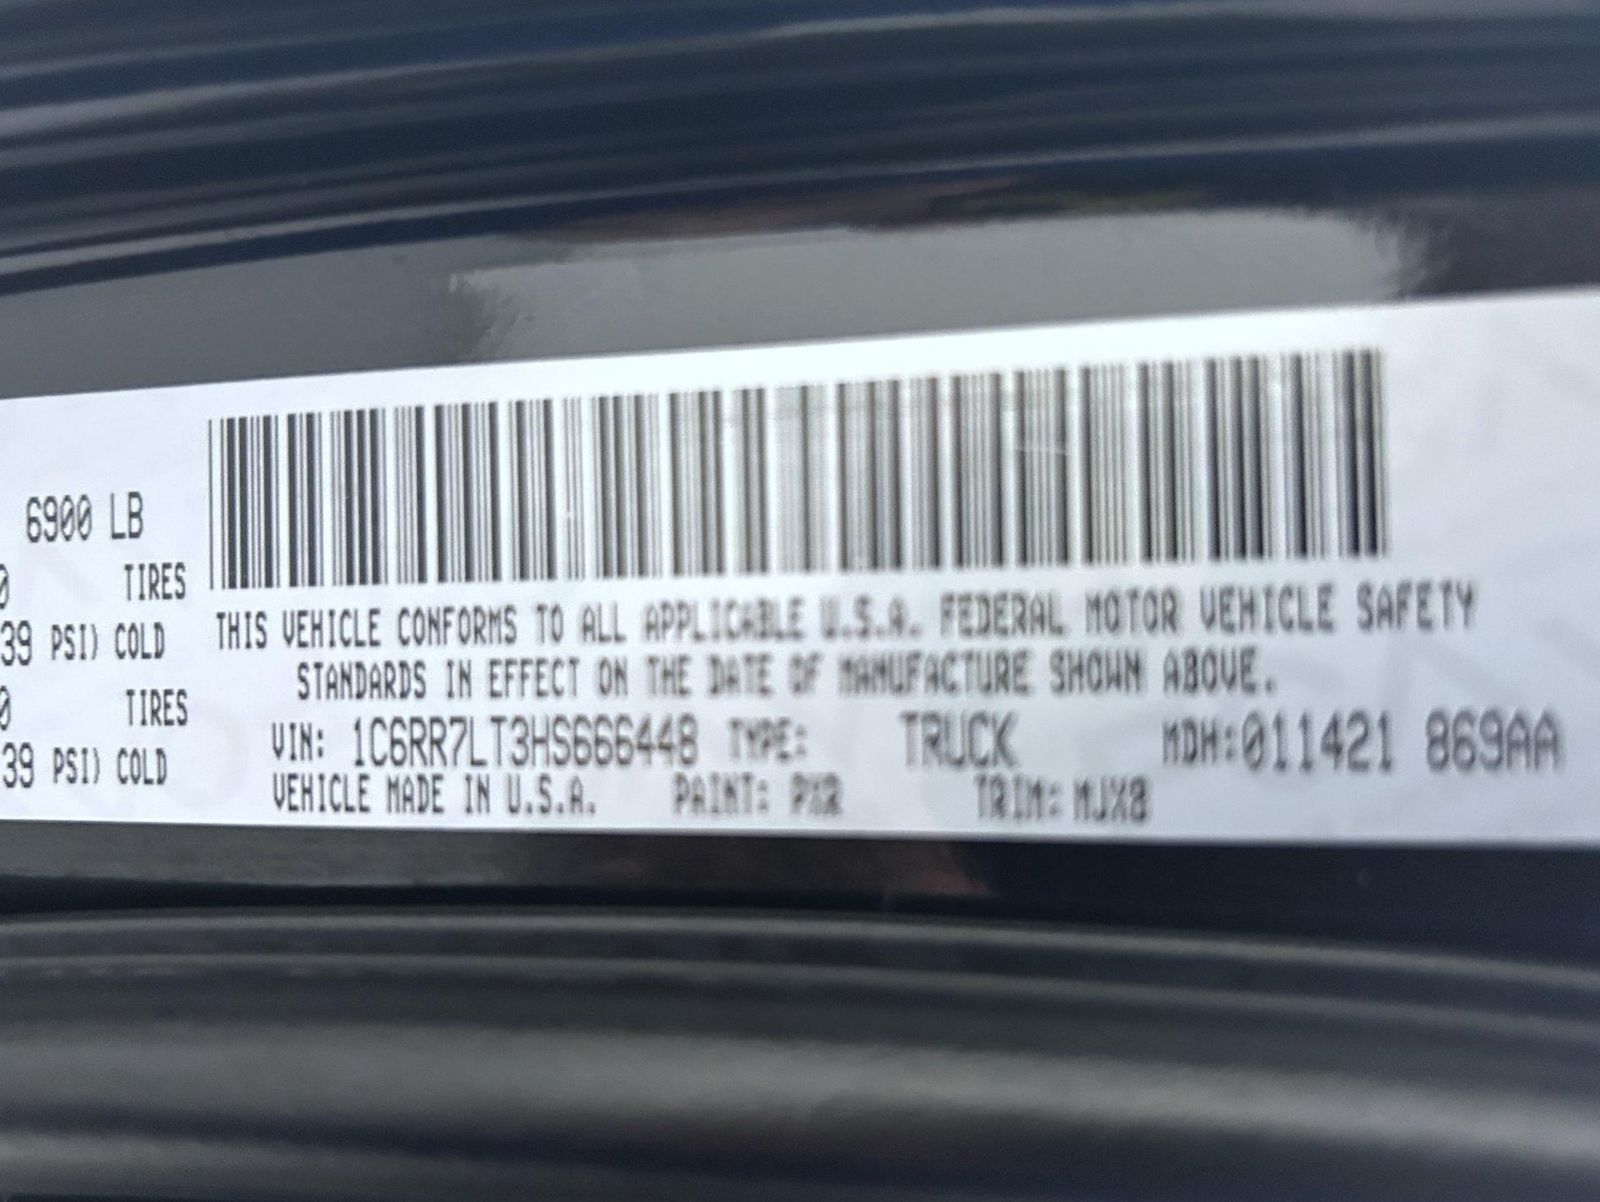 6900 LB
0 TIRES
39 PSI) COLD
0 TIRES
39 PSI) COLD
THIS VEHICLE CONFORMS TO ALL APPLICABLE U.S.A. FEDERAL MOTOR VEHICLE SAFETY
STANDARDS IN EFFECT ON THE DATE OF MANUFACTURE SHOWN ABOVE.
VIN: 1C6RR7LT3HS666448 TYPE: TRUCK MDH:011421 869AA
VEHICLE MADE IN U.S.A. PAINT: PXR TRIM: MJX8